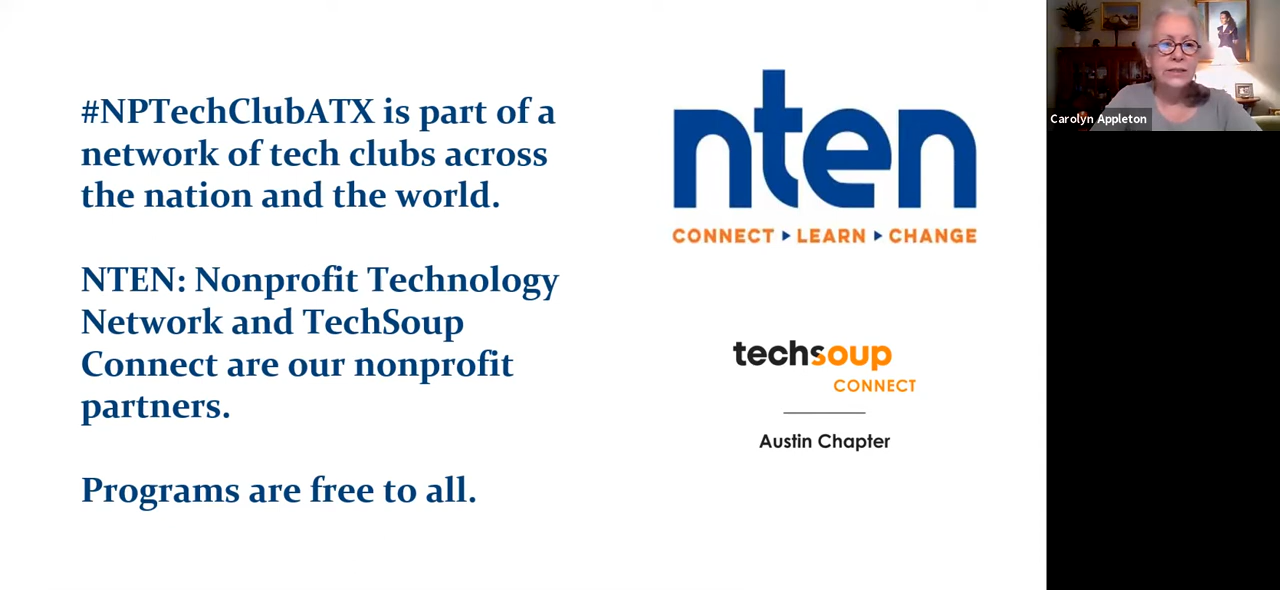 #NPTechClubATX is part of a
network of tech clubs across
the nation and the world.
NTEN: Nonprofit Technology
Network and TechSoup
Connect are our nonprofit
partners.
Programs are free to all.
nten
CONNECT ▸ LEARN ▸ CHANGE
techsoup
CONNECT
Austin Chapter
Carolyn Appleton